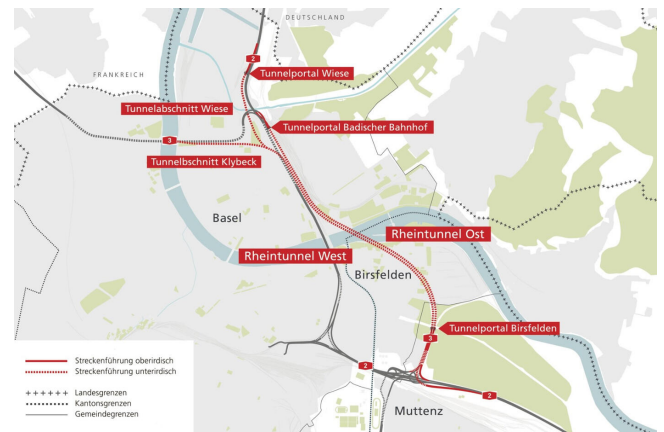 DEUTSCHLAND
2
FRANKREICH
Tunnelportal Wiese
Tunnelabschnitt Wiese
Tunnelportal Badischer Bahnhof
3
Tunnelbschnitt Klybeck
Basel
Rheintunnel Ost
Rheintunnel West
Birsfelden
Tunnelportal Birsfelden
3
2
2
Muttenz
Streckenführung oberirdisch
Streckenführung unterirdisch
Landesgrenzen
Kantonsgrenzen
Gemeindegrenzen